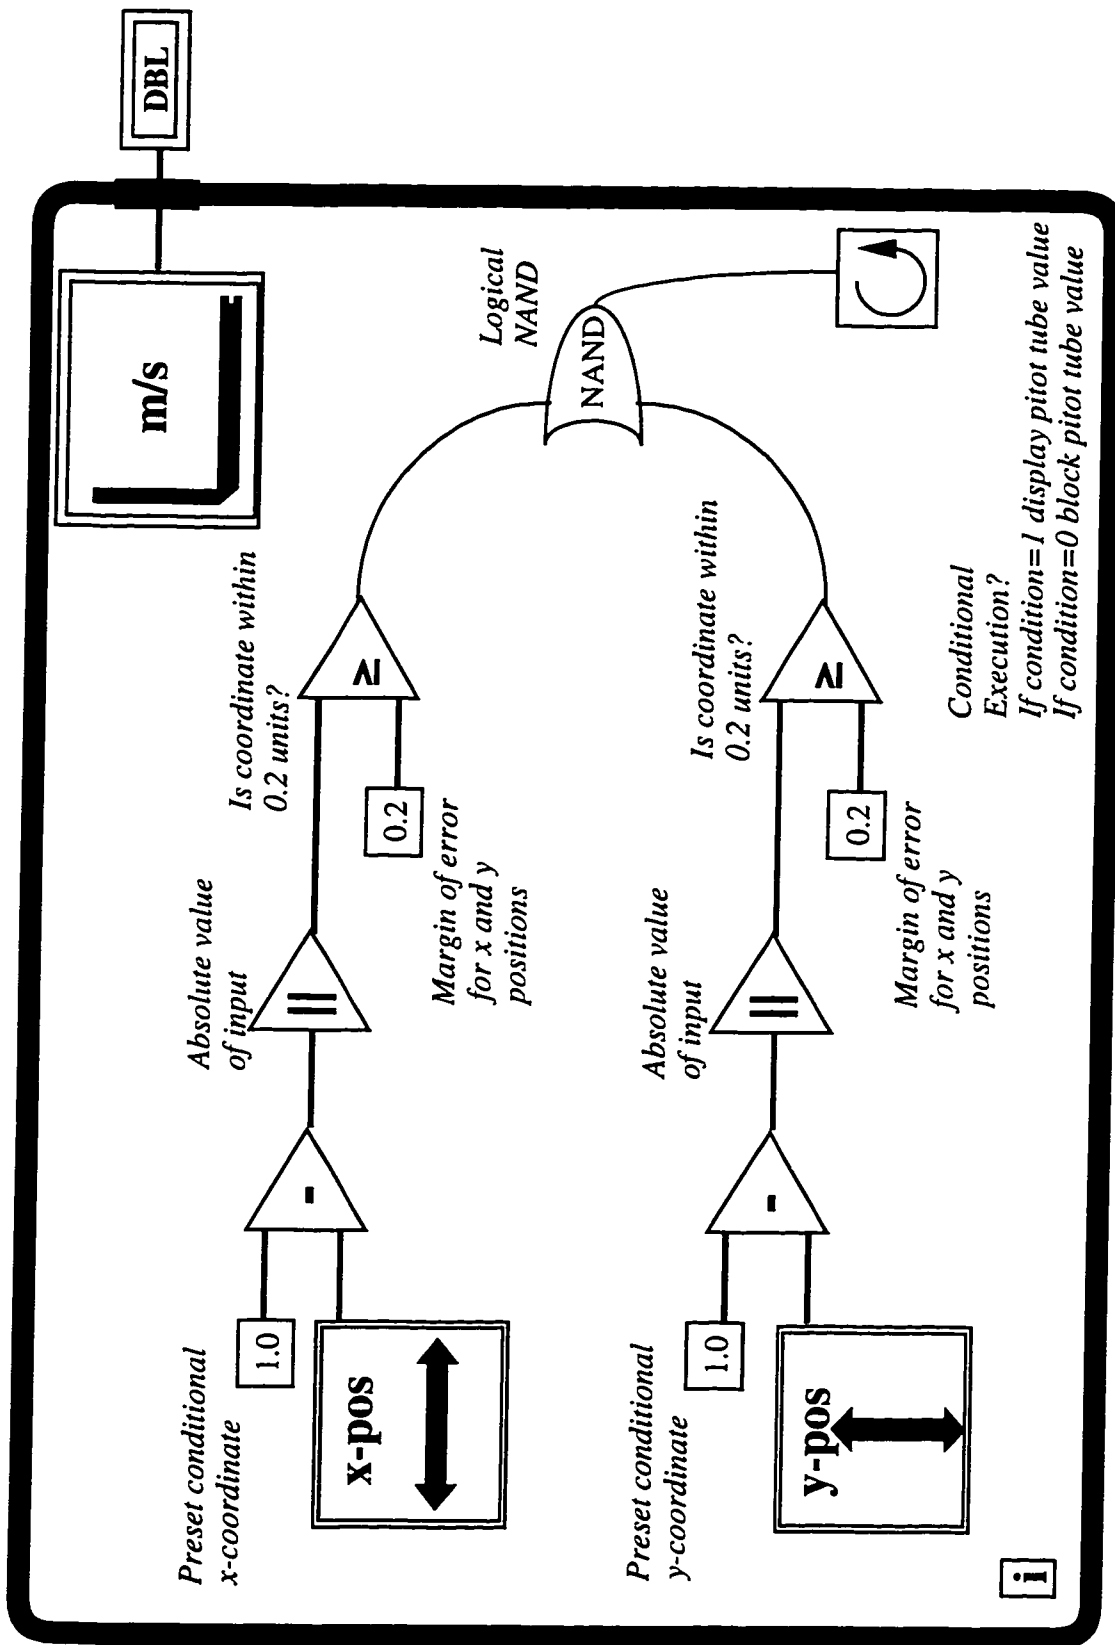 Preset conditional
x-coordinate
1.0
x-pos
-
Absolute value
of input
||
Is coordinate within
0.2 units?
≥
0.2
Margin of error
for x and y
positions
m/s
DBL
Logical
NAND
NAND
Preset conditional
y-coordinate
1.0
y-pos
-
Absolute value
of input
||
Is coordinate within
0.2 units?
≥
0.2
Margin of error
for x and y
positions
Conditional
Execution?
If condition=1 display pitot tube value
If condition=0 block pitot tube value
i